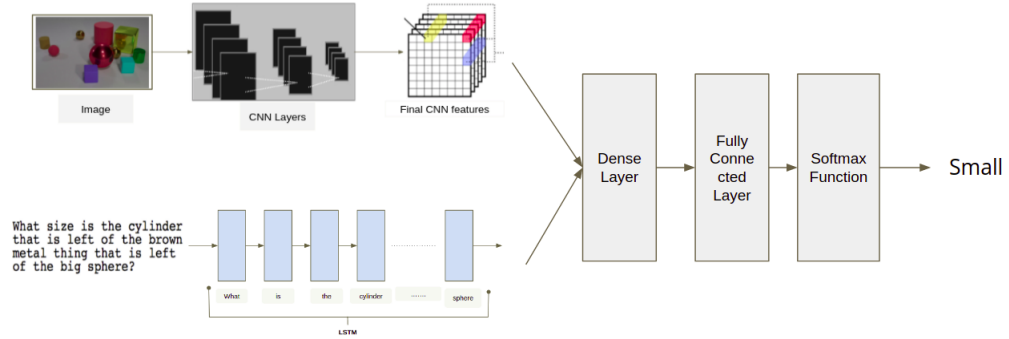 Image
CNN Layers
Final CNN features
What size is the cylinder
that is left of the brown
metal thing that is left
of the big sphere?
What
is
the
cylinder
.......
sphere
LSTM
Dense
Layer
Fully
Conne
cted
Layer
Softmax
Function
Small